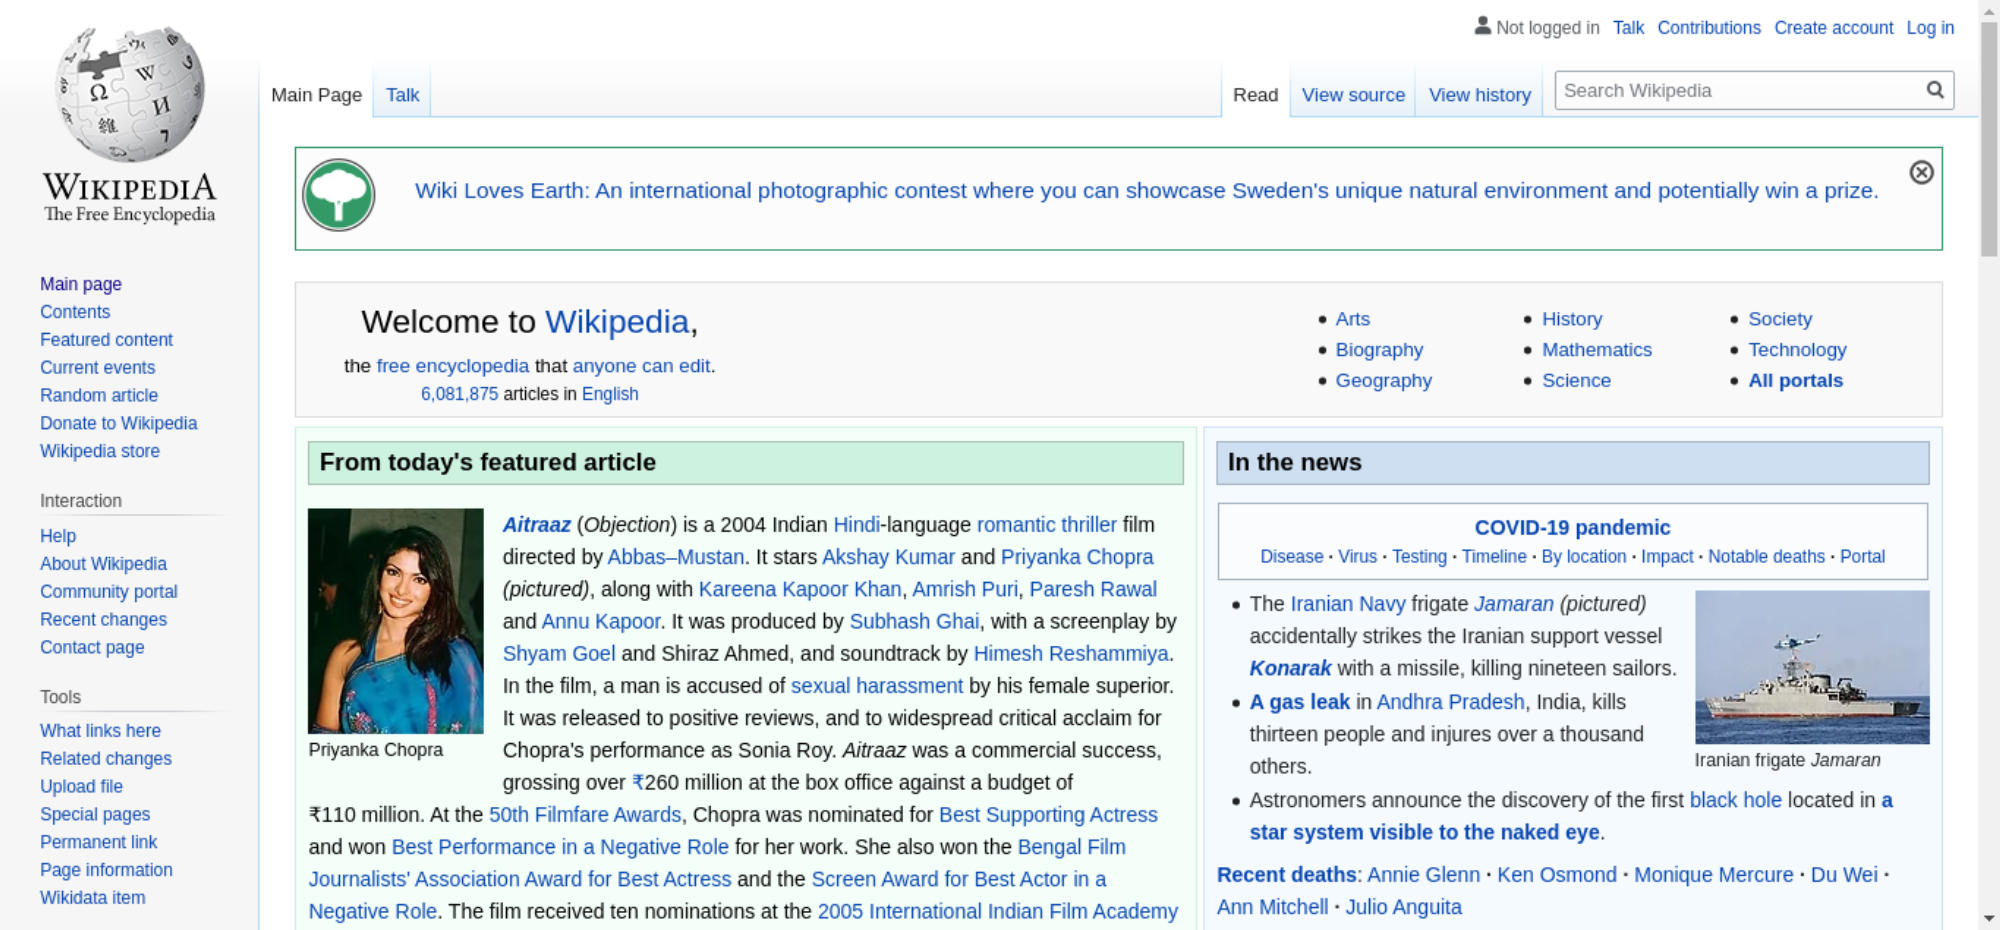 Not logged in Talk Contributions Create account Log in
WIKIPEDIA
The Free Encyclopedia
Main Page Talk Read View source View history Search Wikipedia
Wiki Loves Earth: An international photographic contest where you can showcase Sweden's unique natural environment and potentially win a prize.
Main page
Contents
Featured content
Current events
Random article
Donate to Wikipedia
Wikipedia store
Interaction
Help
About Wikipedia
Community portal
Recent changes
Contact page
Tools
What links here
Related changes
Upload file
Special pages
Permanent link
Page information
Wikidata item
Welcome to Wikipedia,
the free encyclopedia that anyone can edit.
6,081,875 articles in English
Arts
Biography
Geography
History
Mathematics
Science
Society
Technology
All portals
From today's featured article
Priyanka Chopra
Aitraaz (Objection) is a 2004 Indian Hindi-language romantic thriller film
directed by Abbas–Mustan. It stars Akshay Kumar and Priyanka Chopra
(pictured), along with Kareena Kapoor Khan, Amrish Puri, Paresh Rawal
and Annu Kapoor. It was produced by Subhash Ghai, with a screenplay by
Shyam Goel and Shiraz Ahmed, and soundtrack by Himesh Reshammiya.
In the film, a man is accused of sexual harassment by his female superior.
It was released to positive reviews, and to widespread critical acclaim for
Chopra's performance as Sonia Roy. Aitraaz was a commercial success,
grossing over ₹260 million at the box office against a budget of
₹110 million. At the 50th Filmfare Awards, Chopra was nominated for Best Supporting Actress
and won Best Performance in a Negative Role for her work. She also won the Bengal Film
Journalists' Association Award for Best Actress and the Screen Award for Best Actor in a
Negative Role. The film received ten nominations at the 2005 International Indian Film Academy
In the news
COVID-19 pandemic
Disease · Virus · Testing · Timeline · By location · Impact · Notable deaths · Portal
The Iranian Navy frigate Jamaran (pictured)
accidentally strikes the Iranian support vessel
Konarak with a missile, killing nineteen sailors.
A gas leak in Andhra Pradesh, India, kills
thirteen people and injures over a thousand
others.
Iranian frigate Jamaran
Astronomers announce the discovery of the first black hole located in a
star system visible to the naked eye.
Recent deaths: Annie Glenn · Ken Osmond · Monique Mercure · Du Wei ·
Ann Mitchell · Julio Anguita